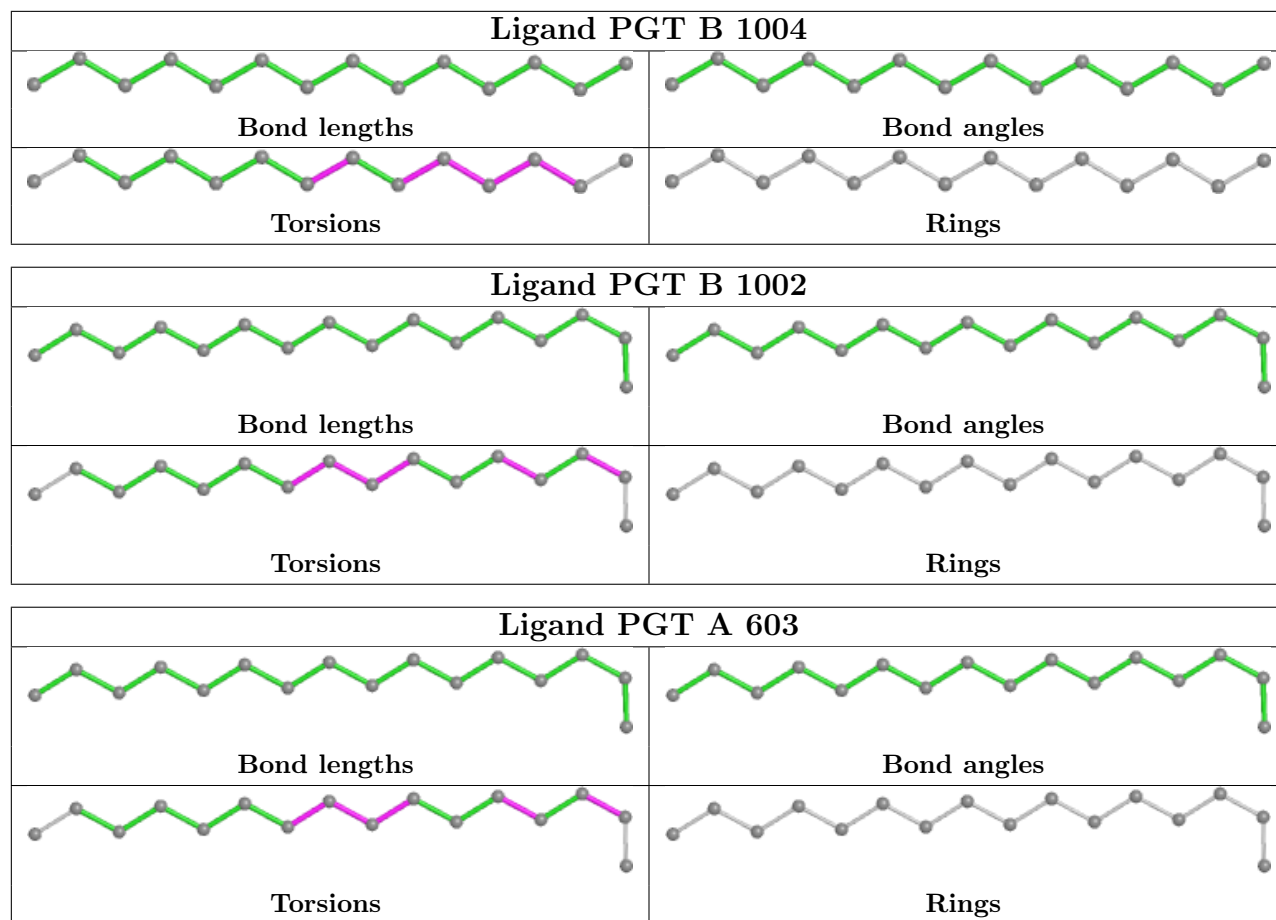 Ligand PGT B 1004
Bond lengths
Bond angles
Torsions
Rings
Ligand PGT B 1002
Bond lengths
Bond angles
Torsions
Rings
Ligand PGT A 603
Bond lengths
Bond angles
Torsions
Rings